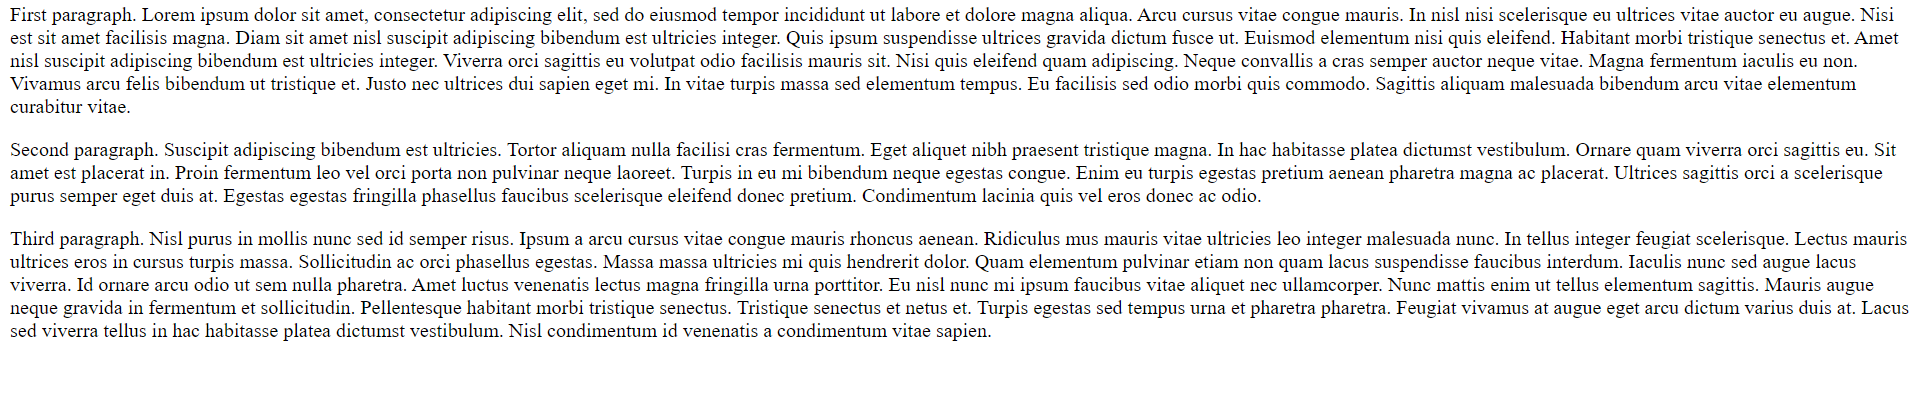 First paragraph. Lorem ipsum dolor sit amet, consectetur adipiscing elit, sed do eiusmod tempor incididunt ut labore et dolore magna aliqua. Arcu cursus vitae congue mauris. In nisl nisi scelerisque eu ultrices vitae auctor eu augue. Nisi
est sit amet facilisis magna. Diam sit amet nisl suscipit adipiscing bibendum est ultricies integer. Quis ipsum suspendisse ultrices gravida dictum fusce ut. Euismod elementum nisi quis eleifend. Habitant morbi tristique senectus et. Amet
nisl suscipit adipiscing bibendum est ultricies integer. Viverra orci sagittis eu volutpat odio facilisis mauris sit. Nisi quis eleifend quam adipiscing. Neque convallis a cras semper auctor neque vitae. Magna fermentum iaculis eu non.
Vivamus arcu felis bibendum ut tristique et. Justo nec ultrices dui sapien eget mi. In vitae turpis massa sed elementum tempus. Eu facilisis sed odio morbi quis commodo. Sagittis aliquam malesuada bibendum arcu vitae elementum
curabitur vitae.
Second paragraph. Suscipit adipiscing bibendum est ultricies. Tortor aliquam nulla facilisi cras fermentum. Eget aliquet nibh praesent tristique magna. In hac habitasse platea dictumst vestibulum. Ornare quam viverra orci sagittis eu. Sit
amet est placerat in. Proin fermentum leo vel orci porta non pulvinar neque laoreet. Turpis in eu mi bibendum neque egestas congue. Enim eu turpis egestas pretium aenean pharetra magna ac placerat. Ultrices sagittis orci a scelerisque
purus semper eget duis at. Egestas egestas fringilla phasellus faucibus scelerisque eleifend donec pretium. Condimentum lacinia quis vel eros donec ac odio.
Third paragraph. Nisl purus in mollis nunc sed id semper risus. Ipsum a arcu cursus vitae congue mauris rhoncus aenean. Ridiculus mus mauris vitae ultricies leo integer malesuada nunc. In tellus integer feugiat scelerisque. Lectus mauris
ultrices eros in cursus turpis massa. Sollicitudin ac orci phasellus egestas. Massa massa ultricies mi quis hendrerit dolor. Quam elementum pulvinar etiam non quam lacus suspendisse faucibus interdum. Iaculis nunc sed augue lacus
viverra. Id ornare arcu odio ut sem nulla pharetra. Amet luctus venenatis lectus magna fringilla urna porttitor. Eu nisl nunc mi ipsum faucibus vitae aliquet nec ullamcorper. Nunc mattis enim ut tellus elementum sagittis. Mauris augue
neque gravida in fermentum et sollicitudin. Pellentesque habitant morbi tristique senectus. Tristique senectus et netus et. Turpis egestas sed tempus urna et pharetra pharetra. Feugiat vivamus at augue eget arcu dictum varius duis at. Lacus
sed viverra tellus in hac habitasse platea dictumst vestibulum. Nisl condimentum id venenatis a condimentum vitae sapien.